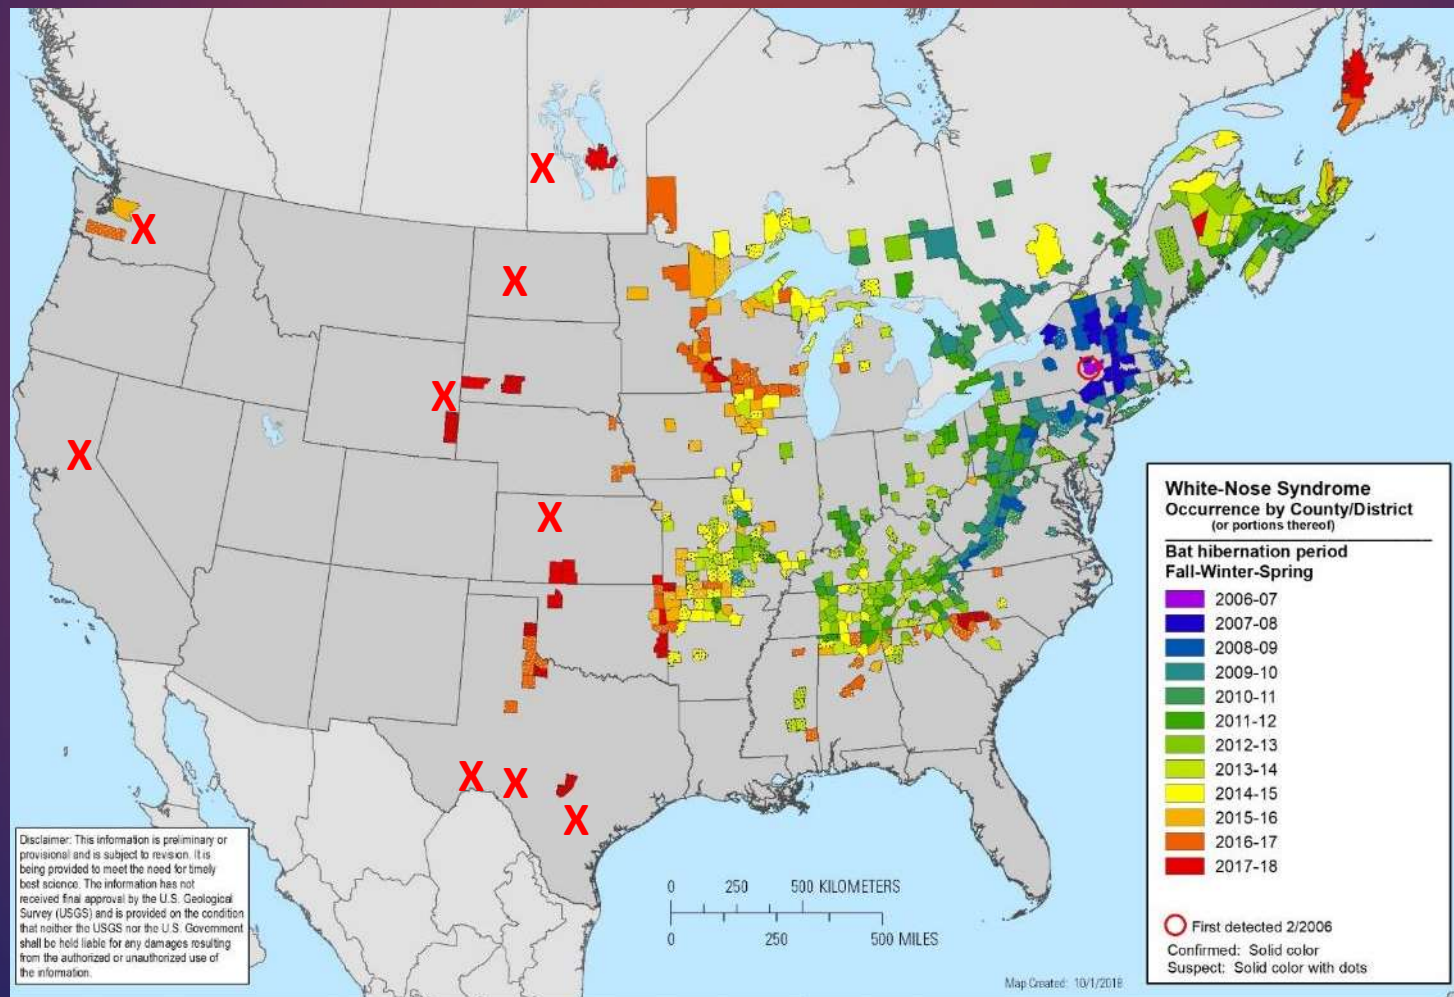 X
X
X
X
X
X
X
X
X
White-Nose Syndrome
Occurrence by County/District
(or portions thereof)
Bat hibernation period
Fall-Winter-Spring
2006-07
2007-08
2008-09
2009-10
2010-11
2011-12
2012-13
2013-14
2014-15
2015-16
2016-17
2017-18
First detected 2/2006
Confirmed: Solid color
Suspect: Solid color with dots
Disclaimer: This information is preliminary or
provisional and is subject to revision. It is
being provided to meet the need for timely
best science. The information has not
received final approval by the U.S. Geological
Survey (USGS) and is provided on the condition
that neither the USGS nor the U.S. Government
shall be held liable for any damages resulting
from the authorized or unauthorized use of
the information.
0 250 500 KILOMETERS
0 250 500 MILES
Map Created: 10/1/2018